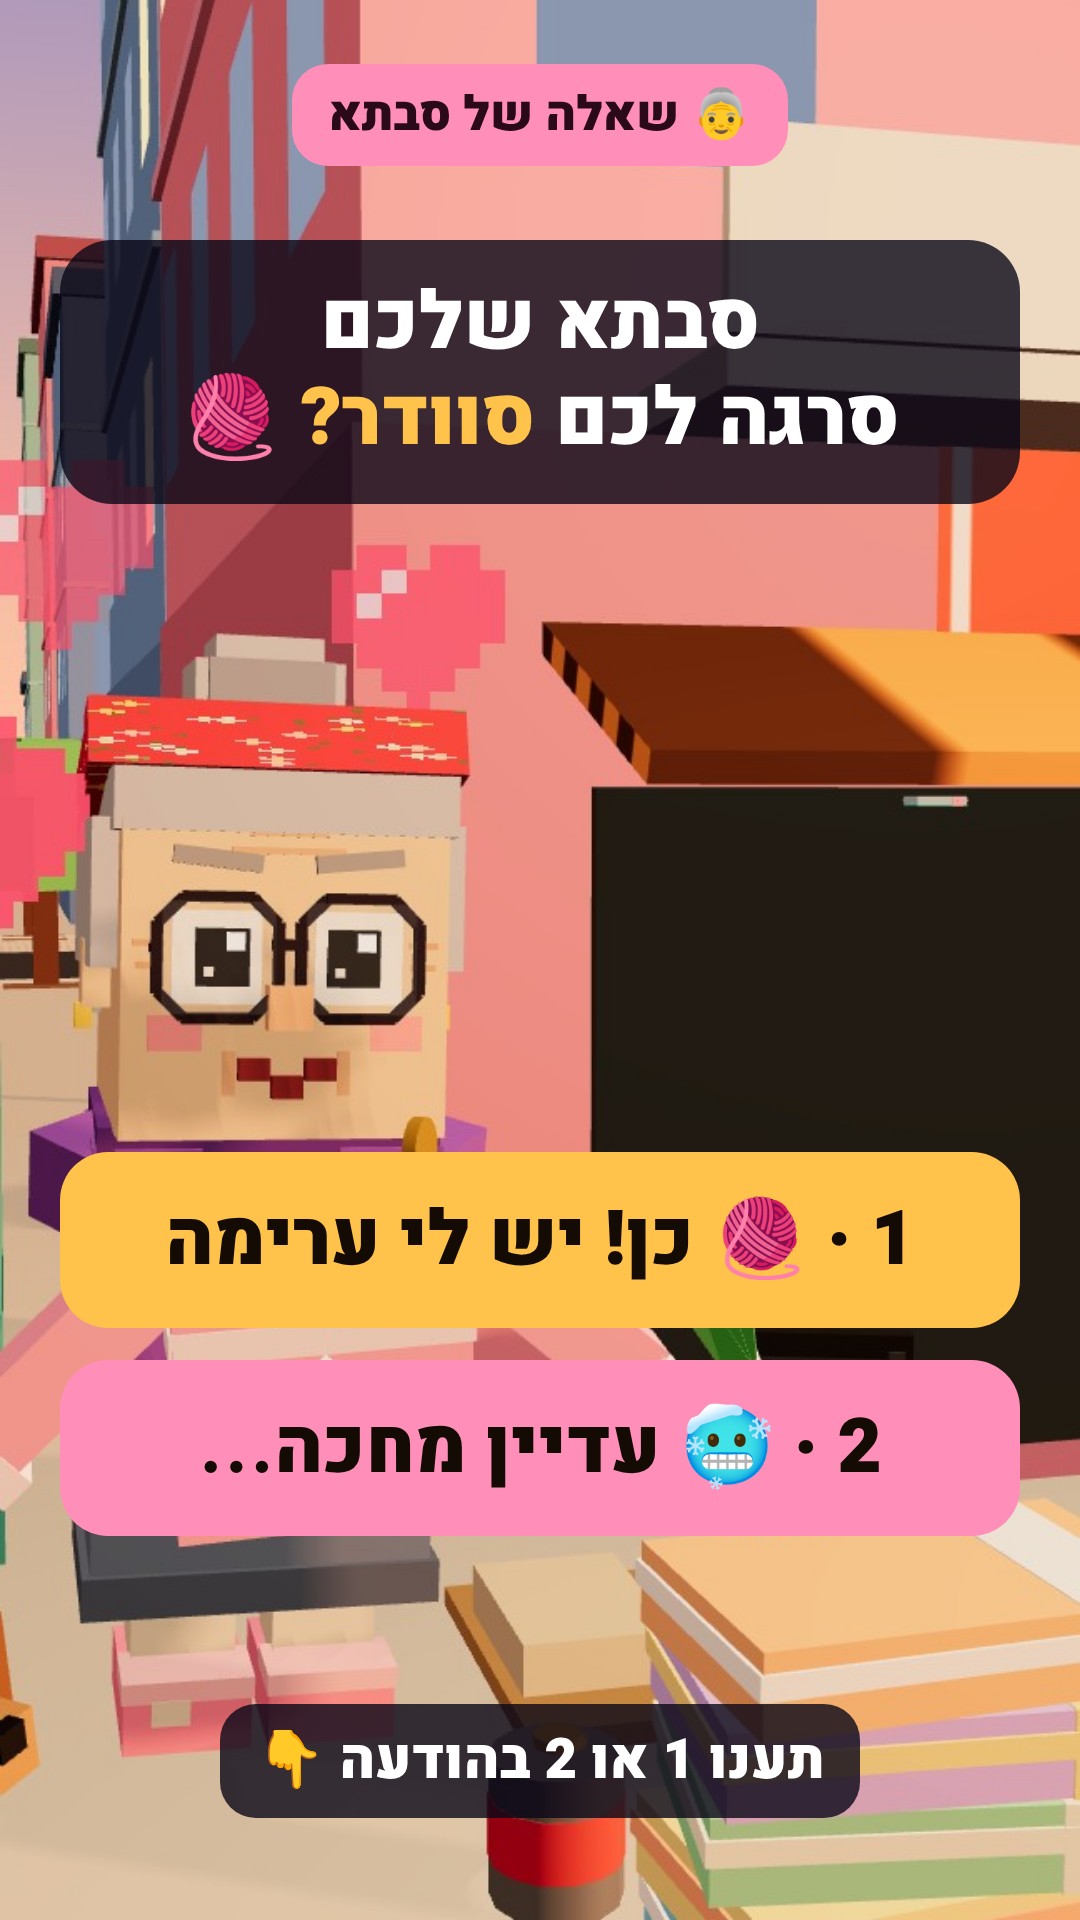 👵 שאלה של סבתא
סבתא שלכם
סרגה לכם סוודר? 🧶
1 · 🧶 כן! יש לי ערימה
2 · 🥶 עדיין מחכה...
תענו 1 או 2 בהודעה 👇